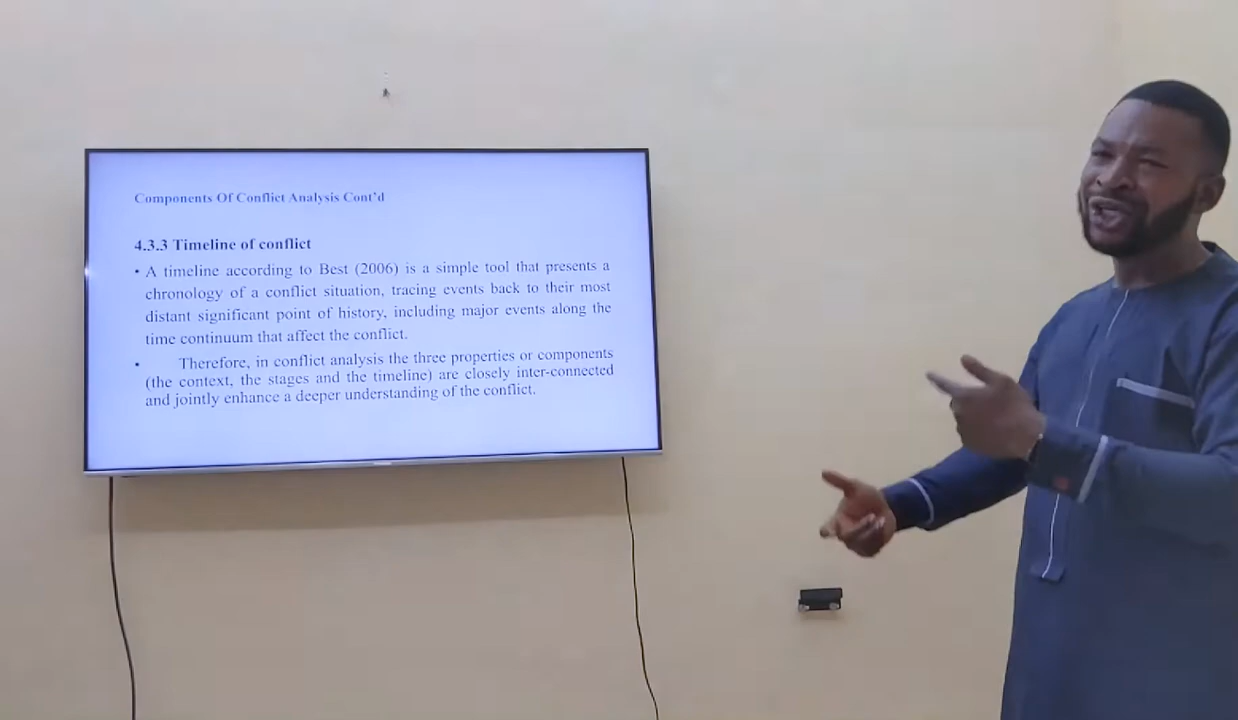 Components Of Conflict Analysis Cont'd
4.3.3 Timeline of conflict
• A timeline according to Best (2006) is a simple tool that presents a
chronology of a conflict situation, tracing events back to their most
distant significant point of history, including major events along the
time continuum that affect the conflict.
• Therefore, in conflict analysis the three properties or components
(the context, the stages and the timeline) are closely inter-connected
and jointly enhance a deeper understanding of the conflict.